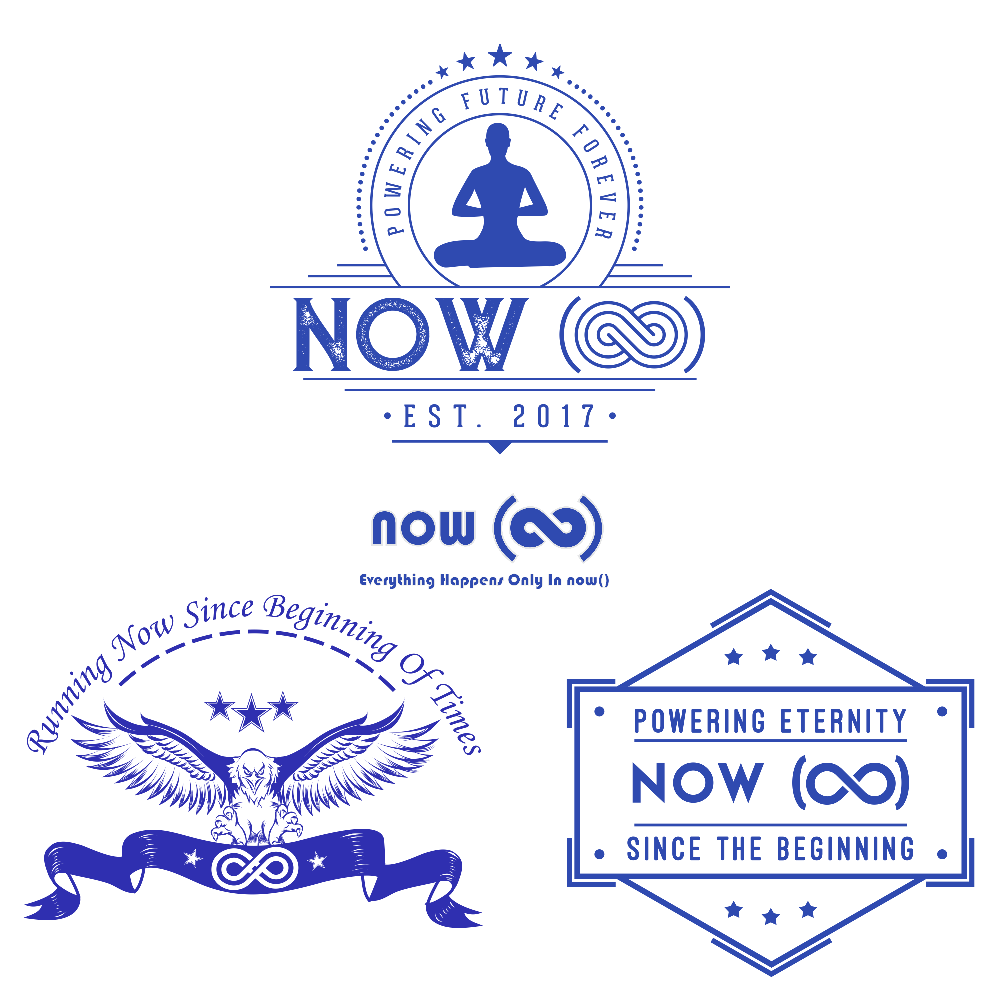 POWERING FUTURE FOREVER
NOW (∞)
EST. 2017
now (∞)
Everything Happens Only In now()
Running Now Since Beginning Of Times
POWERING ETERNITY
NOW (∞)
SINCE THE BEGINNING